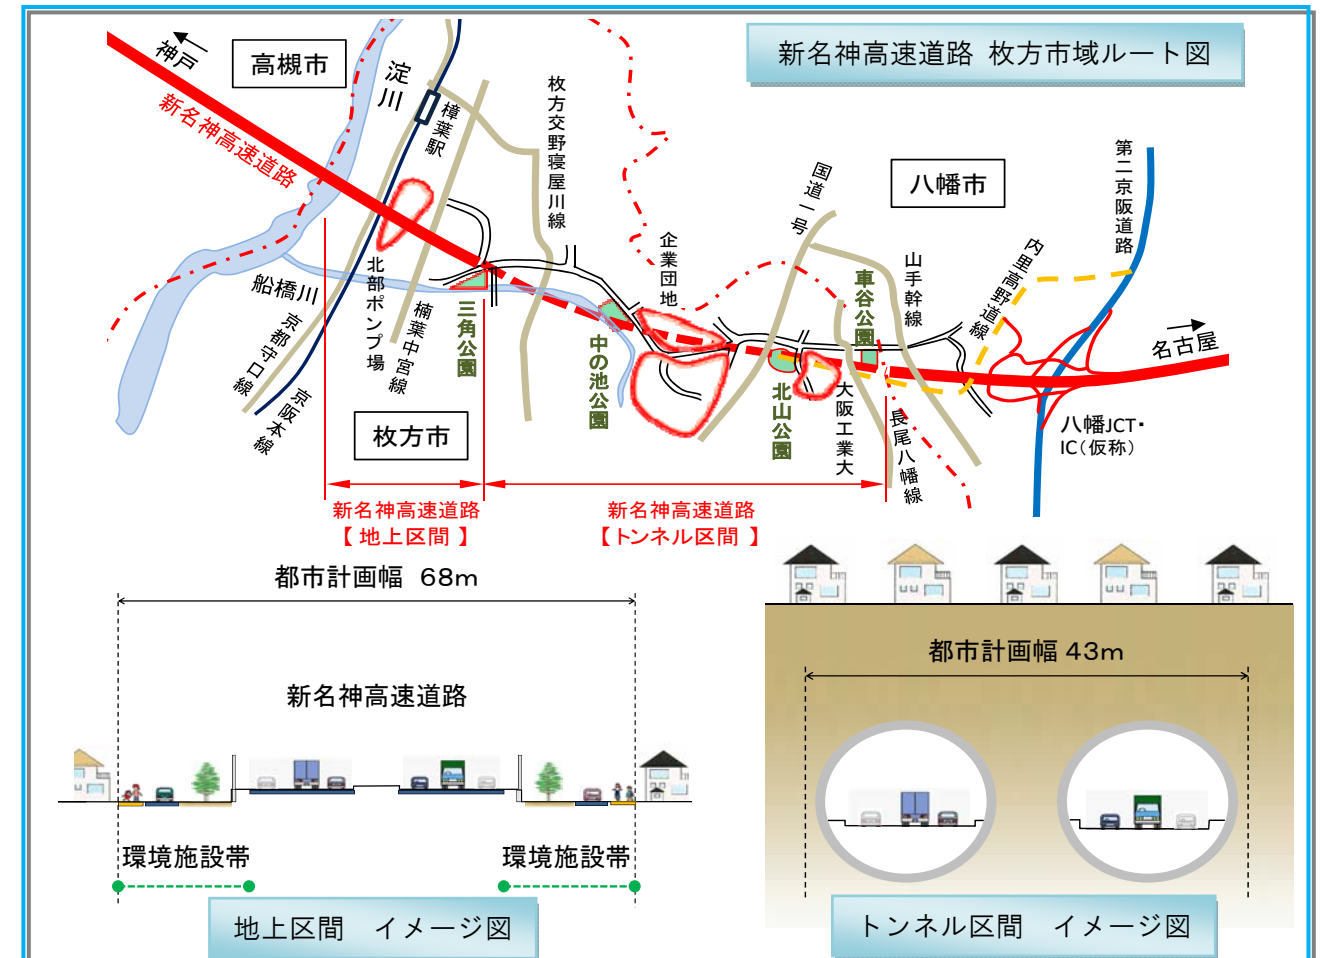 新名神高速道路 枚方市域ルート図
神戸
高槻市
淀川
新名神高速道路
樟葉駅
枚方交野寝屋川線
国道一号
八幡市
第二京阪道路
企業団地
山手幹線
内里高野道線
車谷公園
船橋川
北部ポンプ場
三角公園
楠葉中宮線
京都守口線
京阪本線
中の池公園
北山公園
大阪工業大
長尾八幡線
名古屋
八幡JCT・
IC(仮称)
枚方市
新名神高速道路
【 地上区間 】
新名神高速道路
【トンネル区間 】
都市計画幅 68m
新名神高速道路
環境施設帯
環境施設帯
地上区間 イメージ図
都市計画幅 43m
トンネル区間 イメージ図